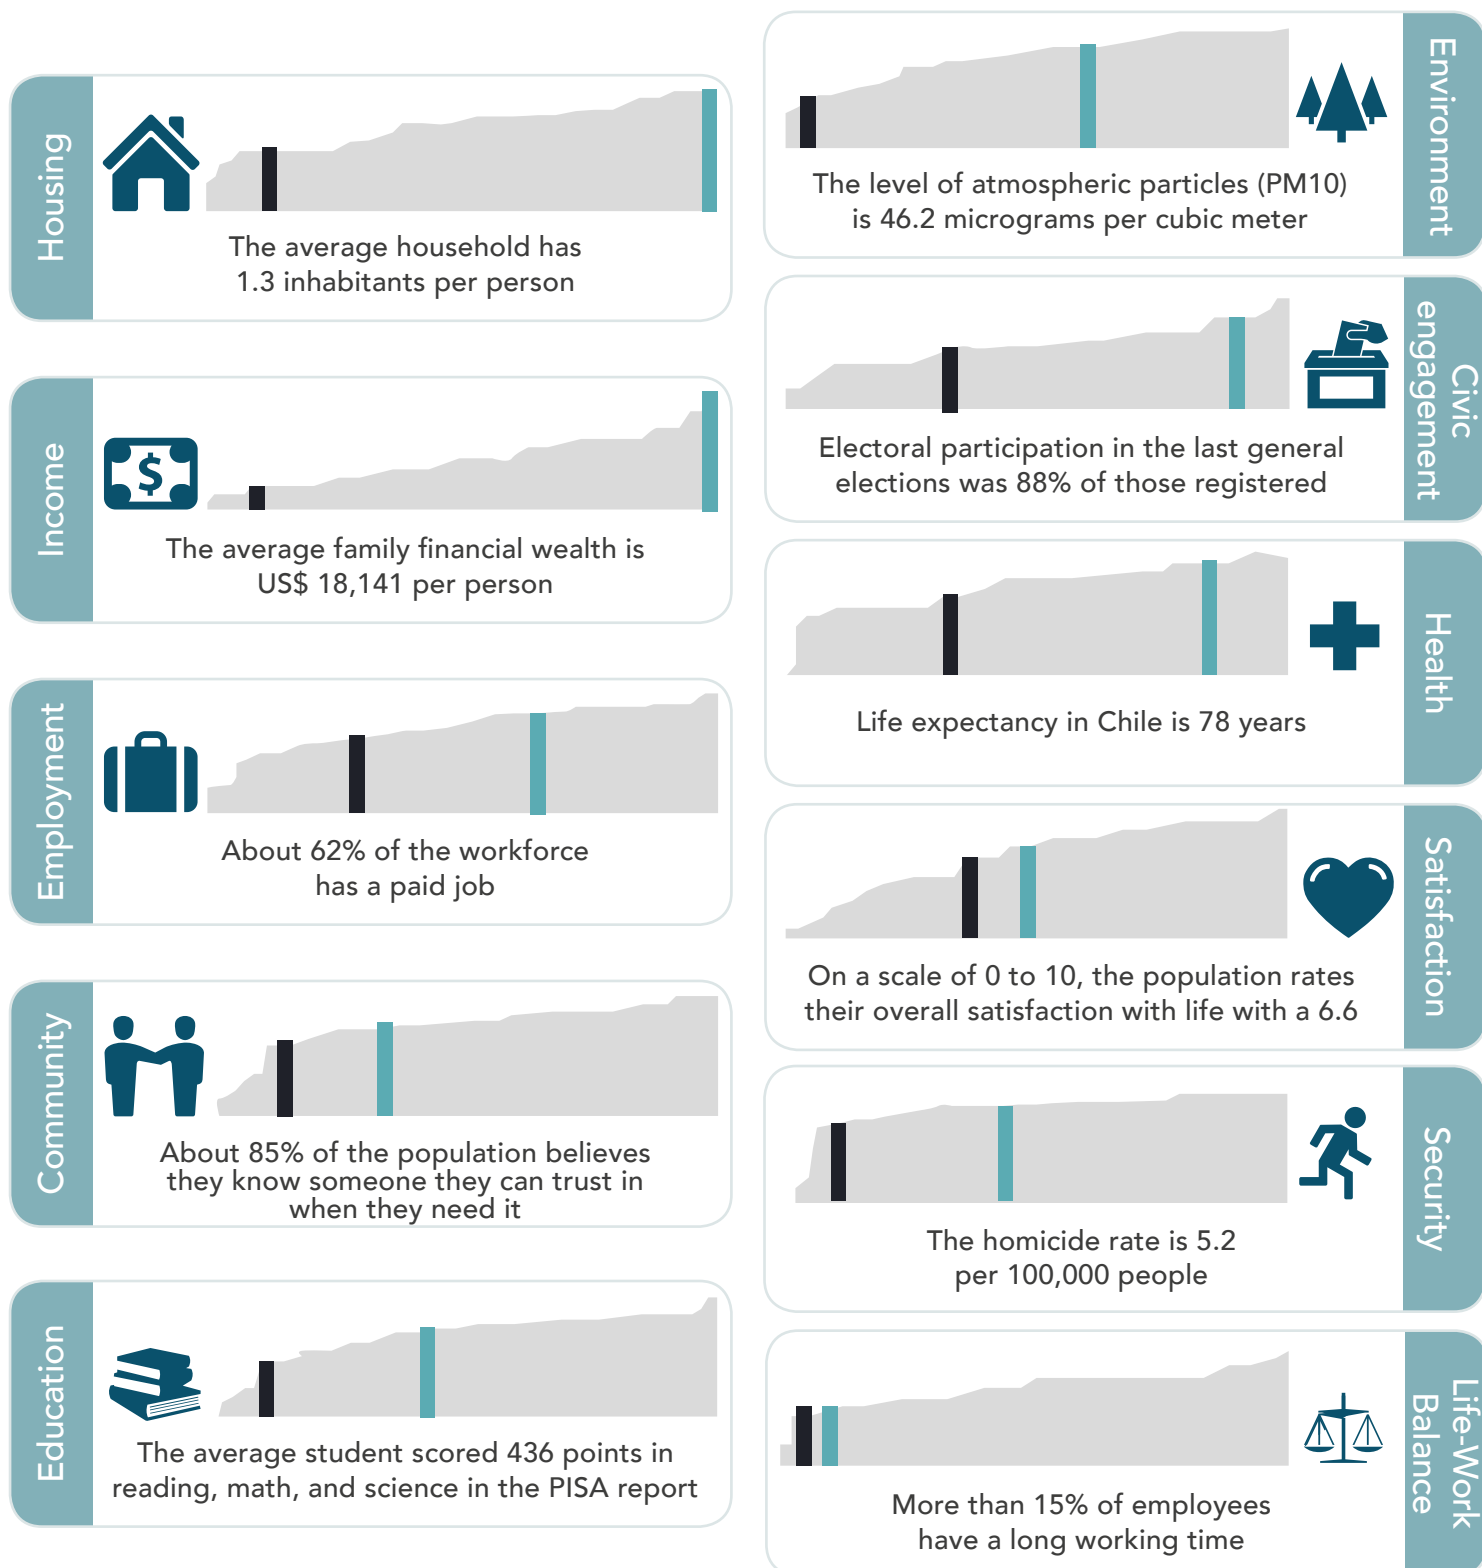 Housing
The average household has
1.3 inhabitants per person
Income
$
The average family financial wealth is
US$ 18,141 per person
Employment
About 62% of the workforce
has a paid job
Community
About 85% of the population believes
they know someone they can trust in
when they need it
Education
The average student scored 436 points in
reading, math, and science in the PISA report
Environment
The level of atmospheric particles (PM10)
is 46.2 micrograms per cubic meter
Civic
engagement
Electoral participation in the last general
elections was 88% of those registered
Health
Life expectancy in Chile is 78 years
Satisfaction
On a scale of 0 to 10, the population rates
their overall satisfaction with life with a 6.6
Security
The homicide rate is 5.2
per 100,000 people
Life-Work
Balance
More than 15% of employees
have a long working time